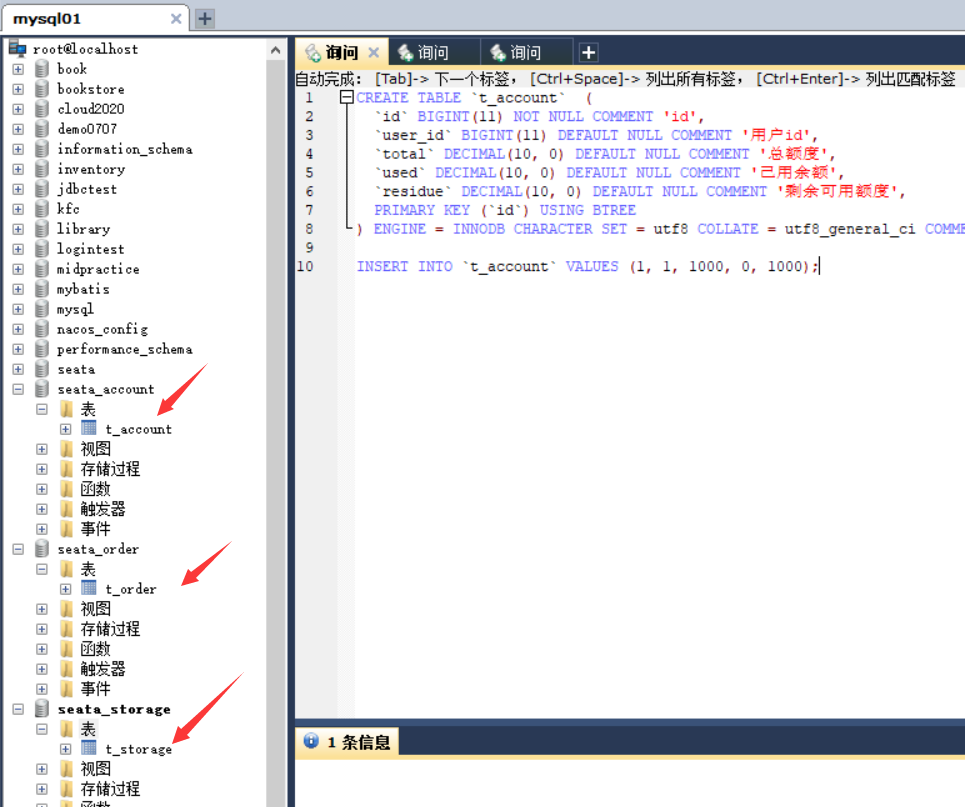 mysql01
root@localhost
book
bookstore
cloud2020
demo0707
information_schema
inventory
jdbctest
kfc
library
logintest
midpractice
mybatis
mysql
nacos_config
performance_schema
seata
seata_account
表
t_account
视图
存储过程
函数
触发器
事件
seata_order
表
t_order
视图
存储过程
函数
触发器
事件
seata_storage
表
t_storage
视图
存储过程
询问 询问 询问
自动完成: [Tab]-> 下一个标签, [Ctrl+Space]-> 列出所有标签, [Ctrl+Enter]-> 列出匹配标签
1 CREATE TABLE `t_account` (
2 `id` BIGINT(11) NOT NULL COMMENT 'id',
3 `user_id` BIGINT(11) DEFAULT NULL COMMENT '用户id',
4 `total` DECIMAL(10, 0) DEFAULT NULL COMMENT '总额度',
5 `used` DECIMAL(10, 0) DEFAULT NULL COMMENT '已用余额',
6 `residue` DECIMAL(10, 0) DEFAULT NULL COMMENT '剩余可用额度',
7 PRIMARY KEY (`id`) USING BTREE
8 ) ENGINE = INNODB CHARACTER SET = utf8 COLLATE = utf8_general_ci COMME
9
10 INSERT INTO `t_account` VALUES (1, 1, 1000, 0, 1000);
1 条信息